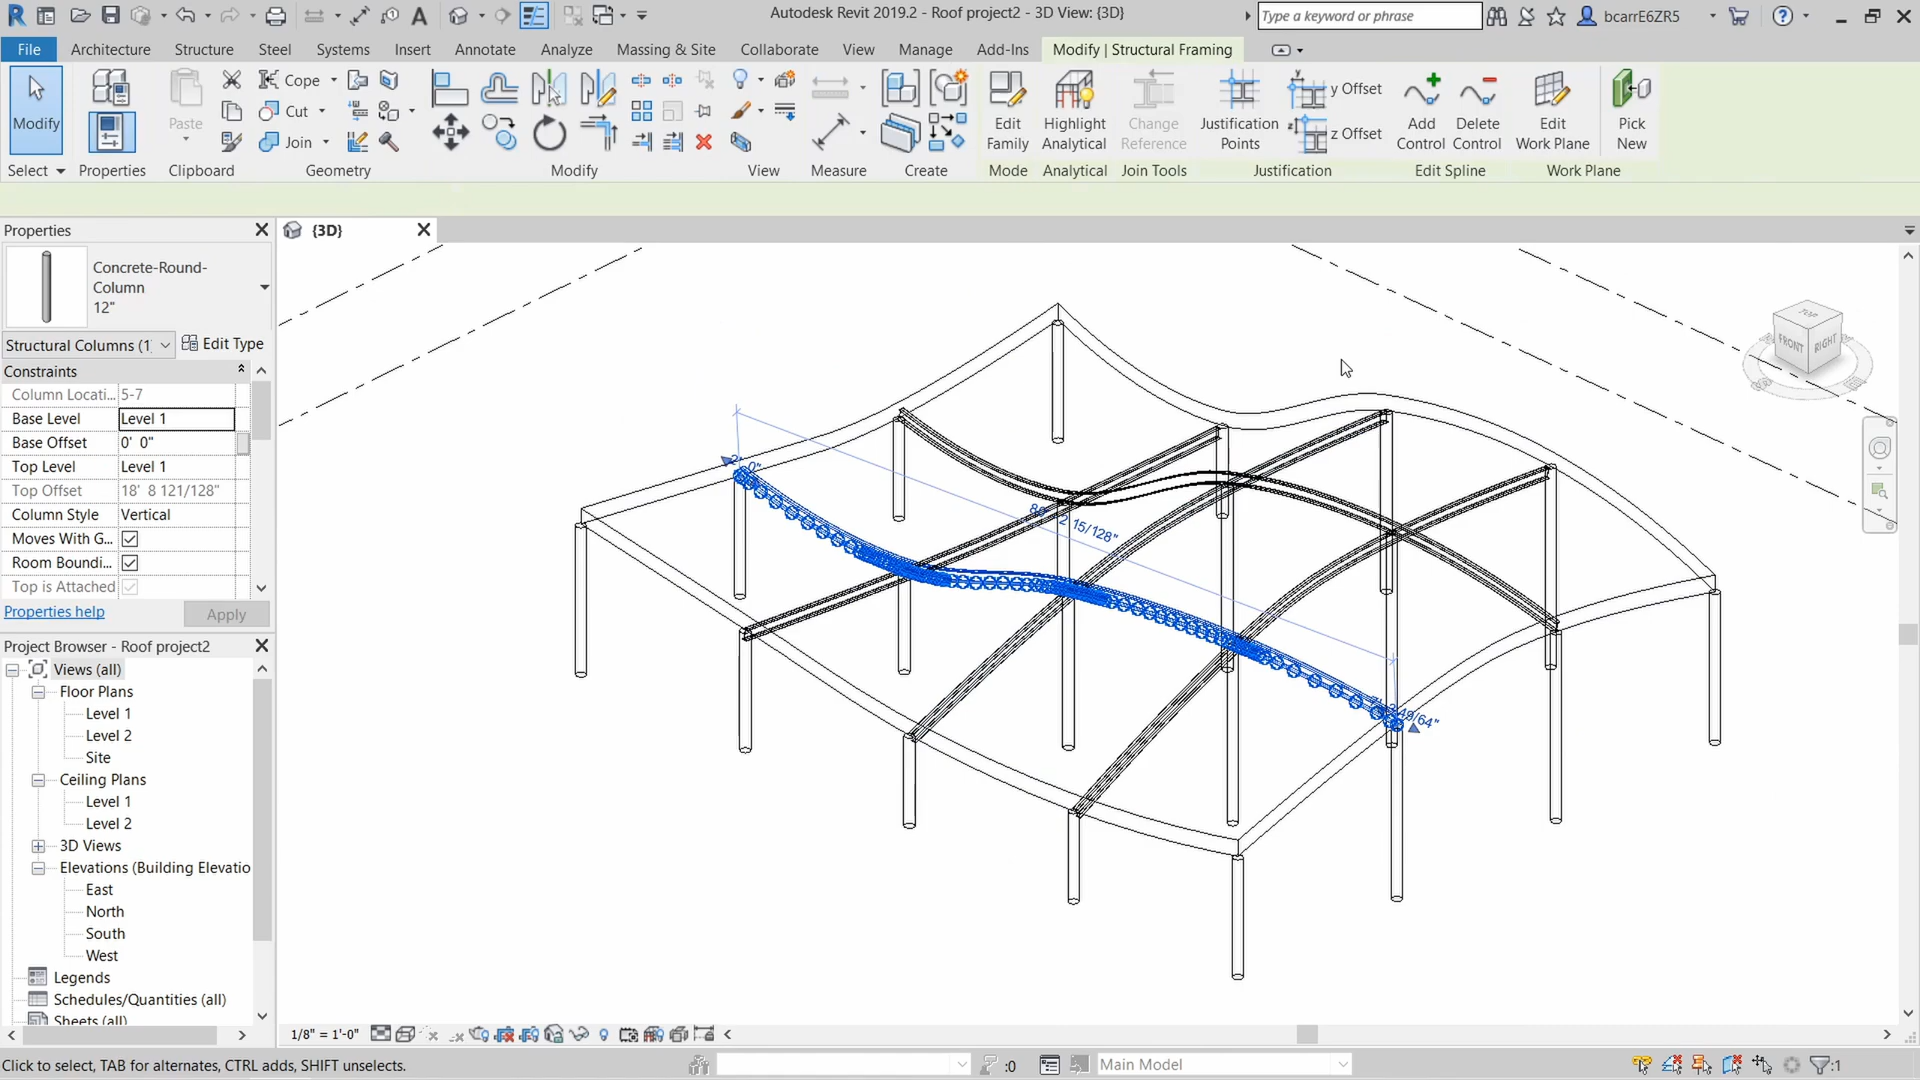 Autodesk Revit 2019.2 - Roof project2 - 3D View: {3D}
Type a keyword or phrase
bcarrE6ZR5
File
Architecture
Structure
Steel
Systems
Insert
Annotate
Analyze
Massing & Site
Collaborate
View
Manage
Add-Ins
Modify | Structural Framing
Modify
Paste
Cope
Cut
Join
Edit
Family
Highlight
Analytical
Change
Reference
Justification
Points
y Offset
z Offset
Add
Control
Delete
Control
Edit
Work Plane
Pick
New
Select
Properties
Clipboard
Geometry
Modify
View
Measure
Create
Mode
Analytical
Join Tools
Justification
Edit Spline
Work Plane
Properties
{3D}
Concrete-Round-
Column
12"
Structural Columns (1
Edit Type
Constraints
Column Locati... 5-7
Base Level Level 1
Base Offset 0' 0"
Top Level Level 1
Top Offset 18' 8 121/128"
Column Style Vertical
Moves With G...
Room Boundi...
Top is Attached
Properties help
Apply
Project Browser - Roof project2
Views (all)
Floor Plans
Level 1
Level 2
Site
Ceiling Plans
Level 1
Level 2
3D Views
Elevations (Building Elevatio
East
North
South
West
Legends
Schedules/Quantities (all)
Sheets (all)
TOP
FRONT
RIGHT
2 15/128"
1/8" = 1'-0"
Click to select, TAB for alternates, CTRL adds, SHIFT unselects.
:0
Main Model
:1